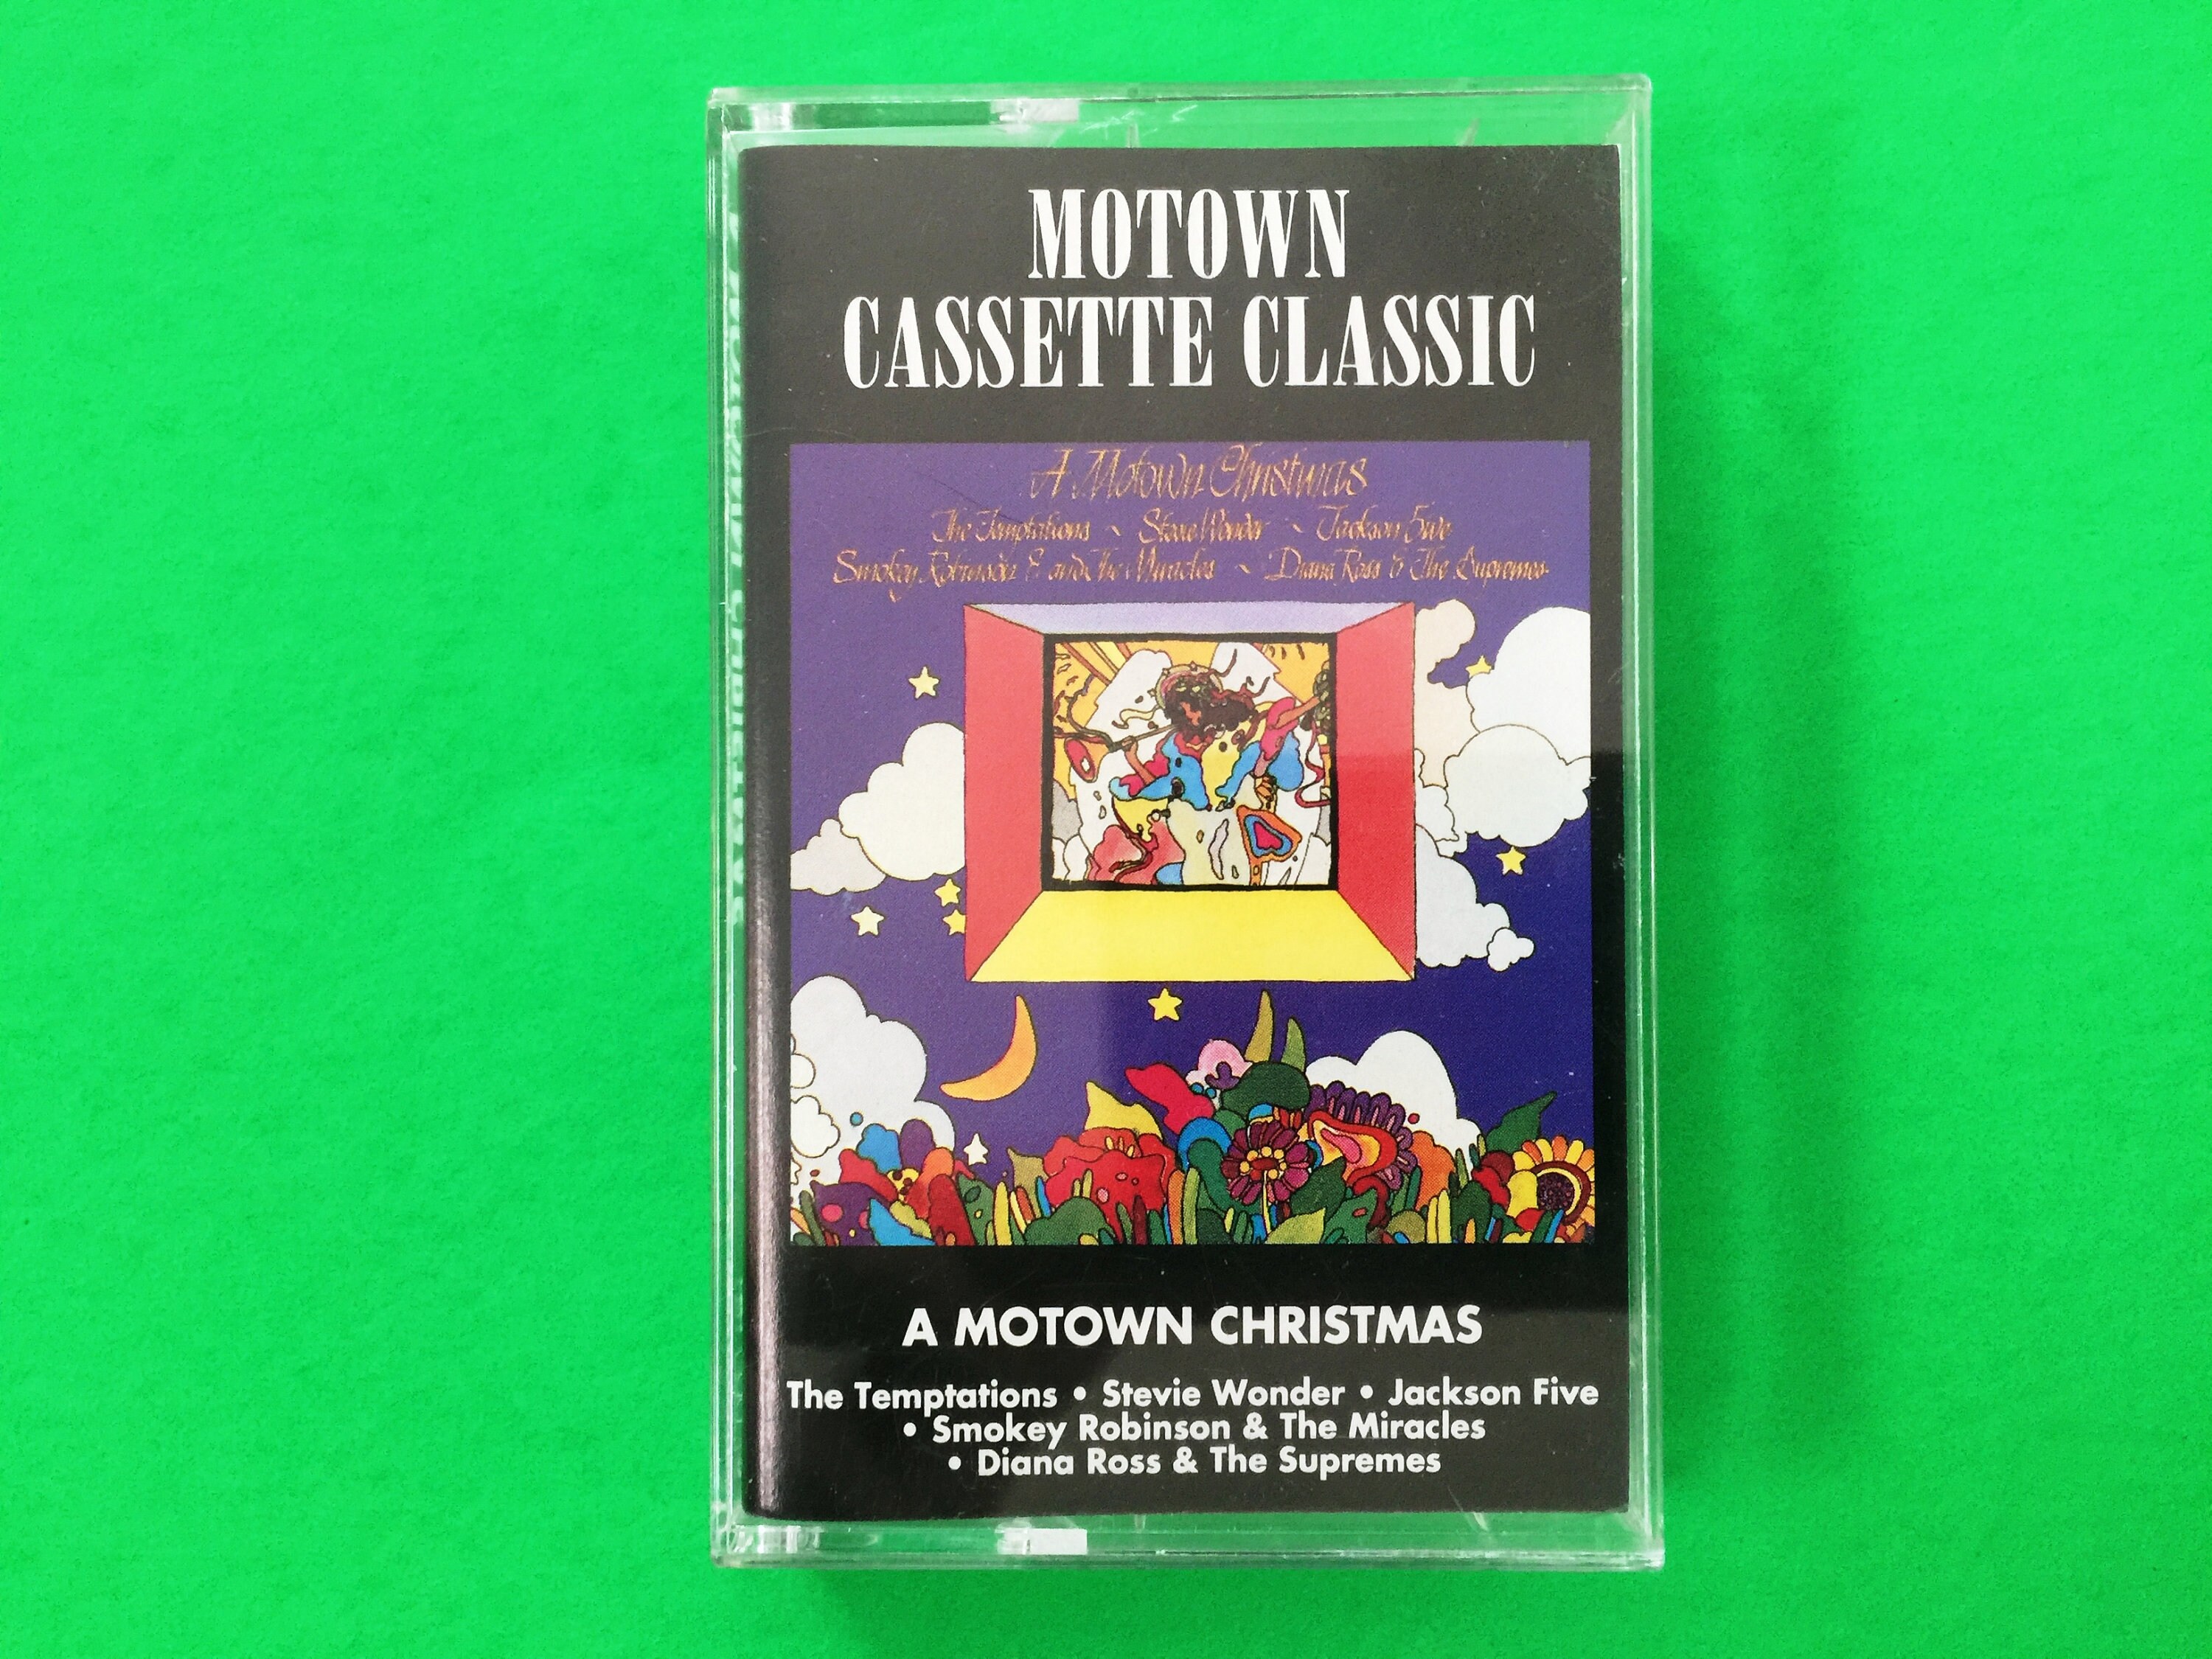 MOTOWN
CASSETTE CLASSIC
A Motown Christmas
The Temptations ~ Stevie Wonder ~ Jackson 5ive
Smokey Robinson & and The Miracles ~ Diana Ross & The Supremes
A MOTOWN CHRISTMAS
The Temptations • Stevie Wonder • Jackson Five
• Smokey Robinson & The Miracles
• Diana Ross & The Supremes